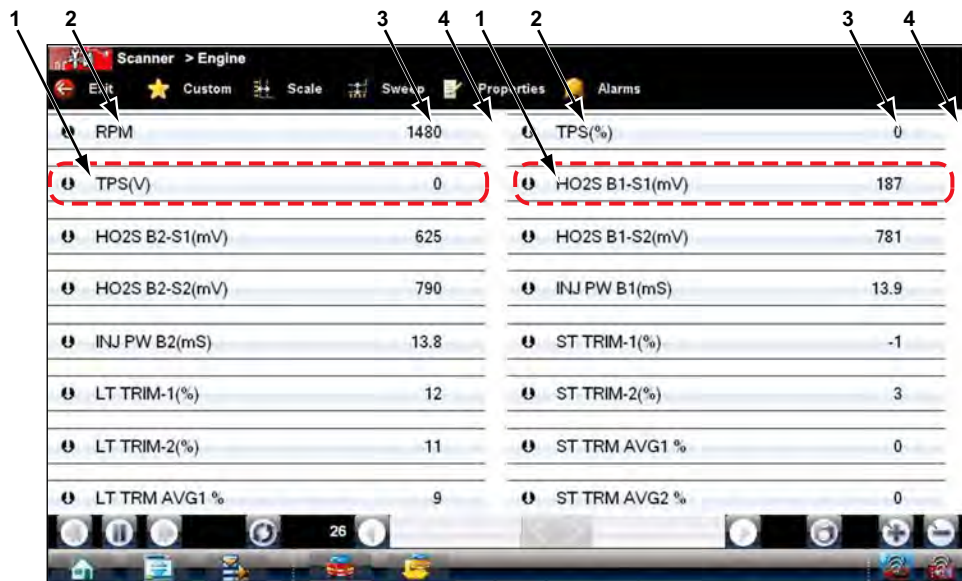 1 2 3 4 1 2 3 4
Scanner > Engine
Exit Custom Scale Sweep Properties Alarms
RPM 1480 TPS(%) 0
TPS(V) 0 HO2S B1-S1(mV) 187
HO2S B2-S1(mV) 625 HO2S B1-S2(mV) 781
HO2S B2-S2(mV) 790 INJ PW B1(mS) 13.9
INJ PW B2(mS) 13.8 ST TRIM-1(%) -1
LT TRIM-1(%) 12 ST TRIM-2(%) 3
LT TRIM-2(%) 11 ST TRM AVG1 % 0
LT TRM AVG1 % 9 ST TRM AVG2 % 0
26